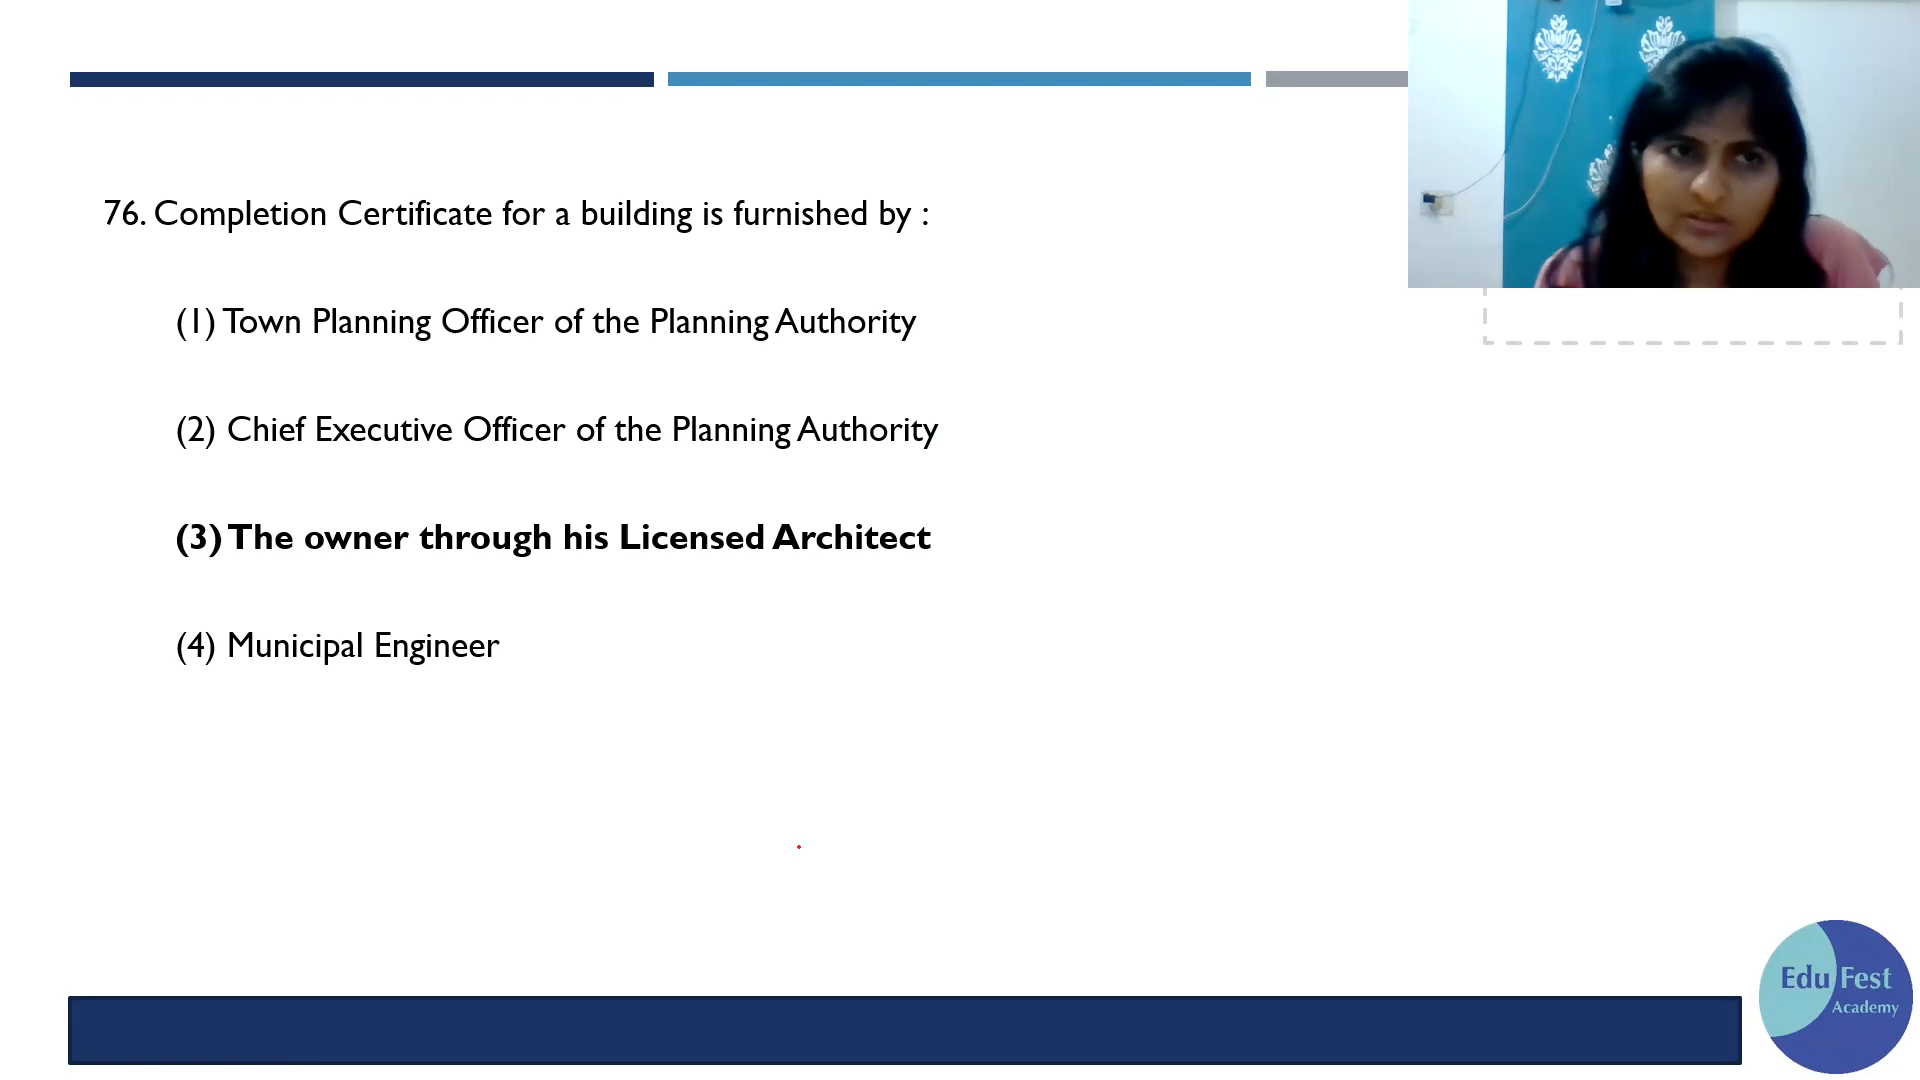 76. Completion Certificate for a building is furnished by :
(1) Town Planning Officer of the Planning Authority
(2) Chief Executive Officer of the Planning Authority
(3) The owner through his Licensed Architect
(4) Municipal Engineer
Edu Fest
Academy